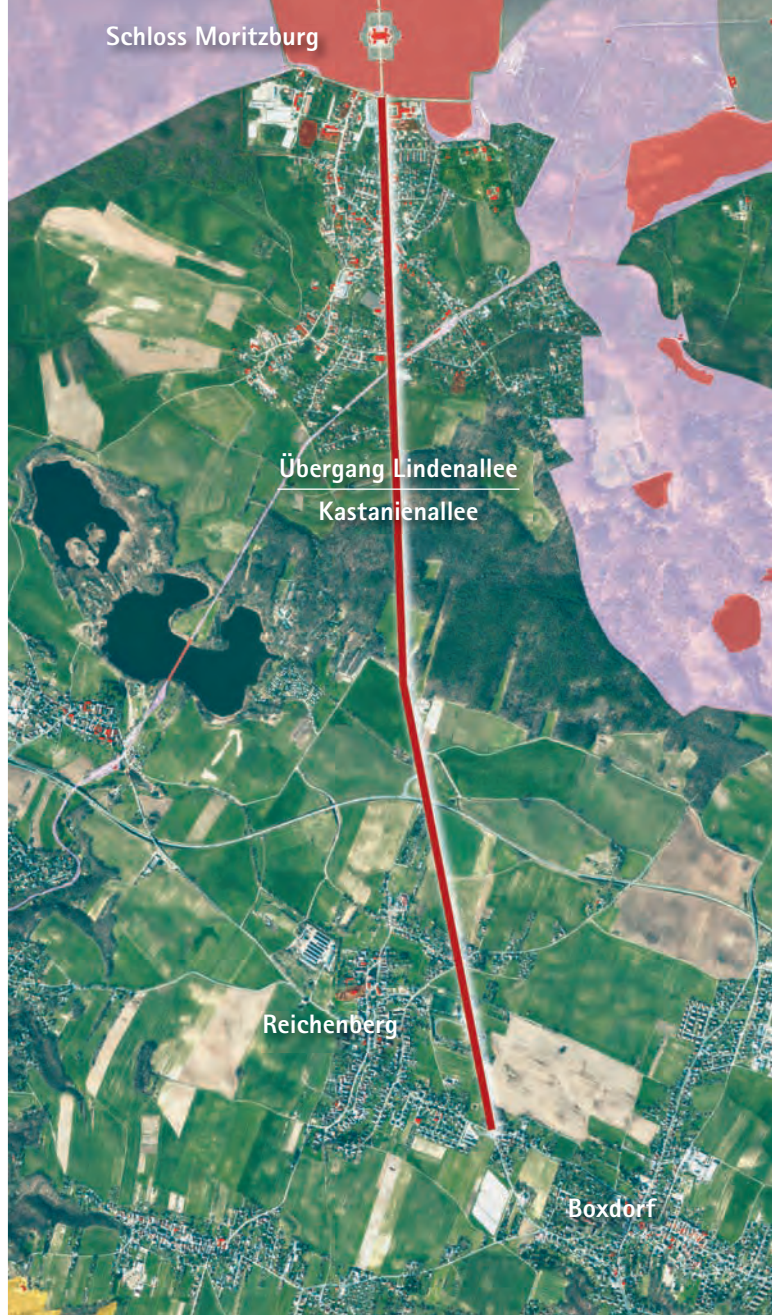 Schloss Moritzburg
Übergang Lindenallee
Kastanienallee
Reichenberg
Boxdorf